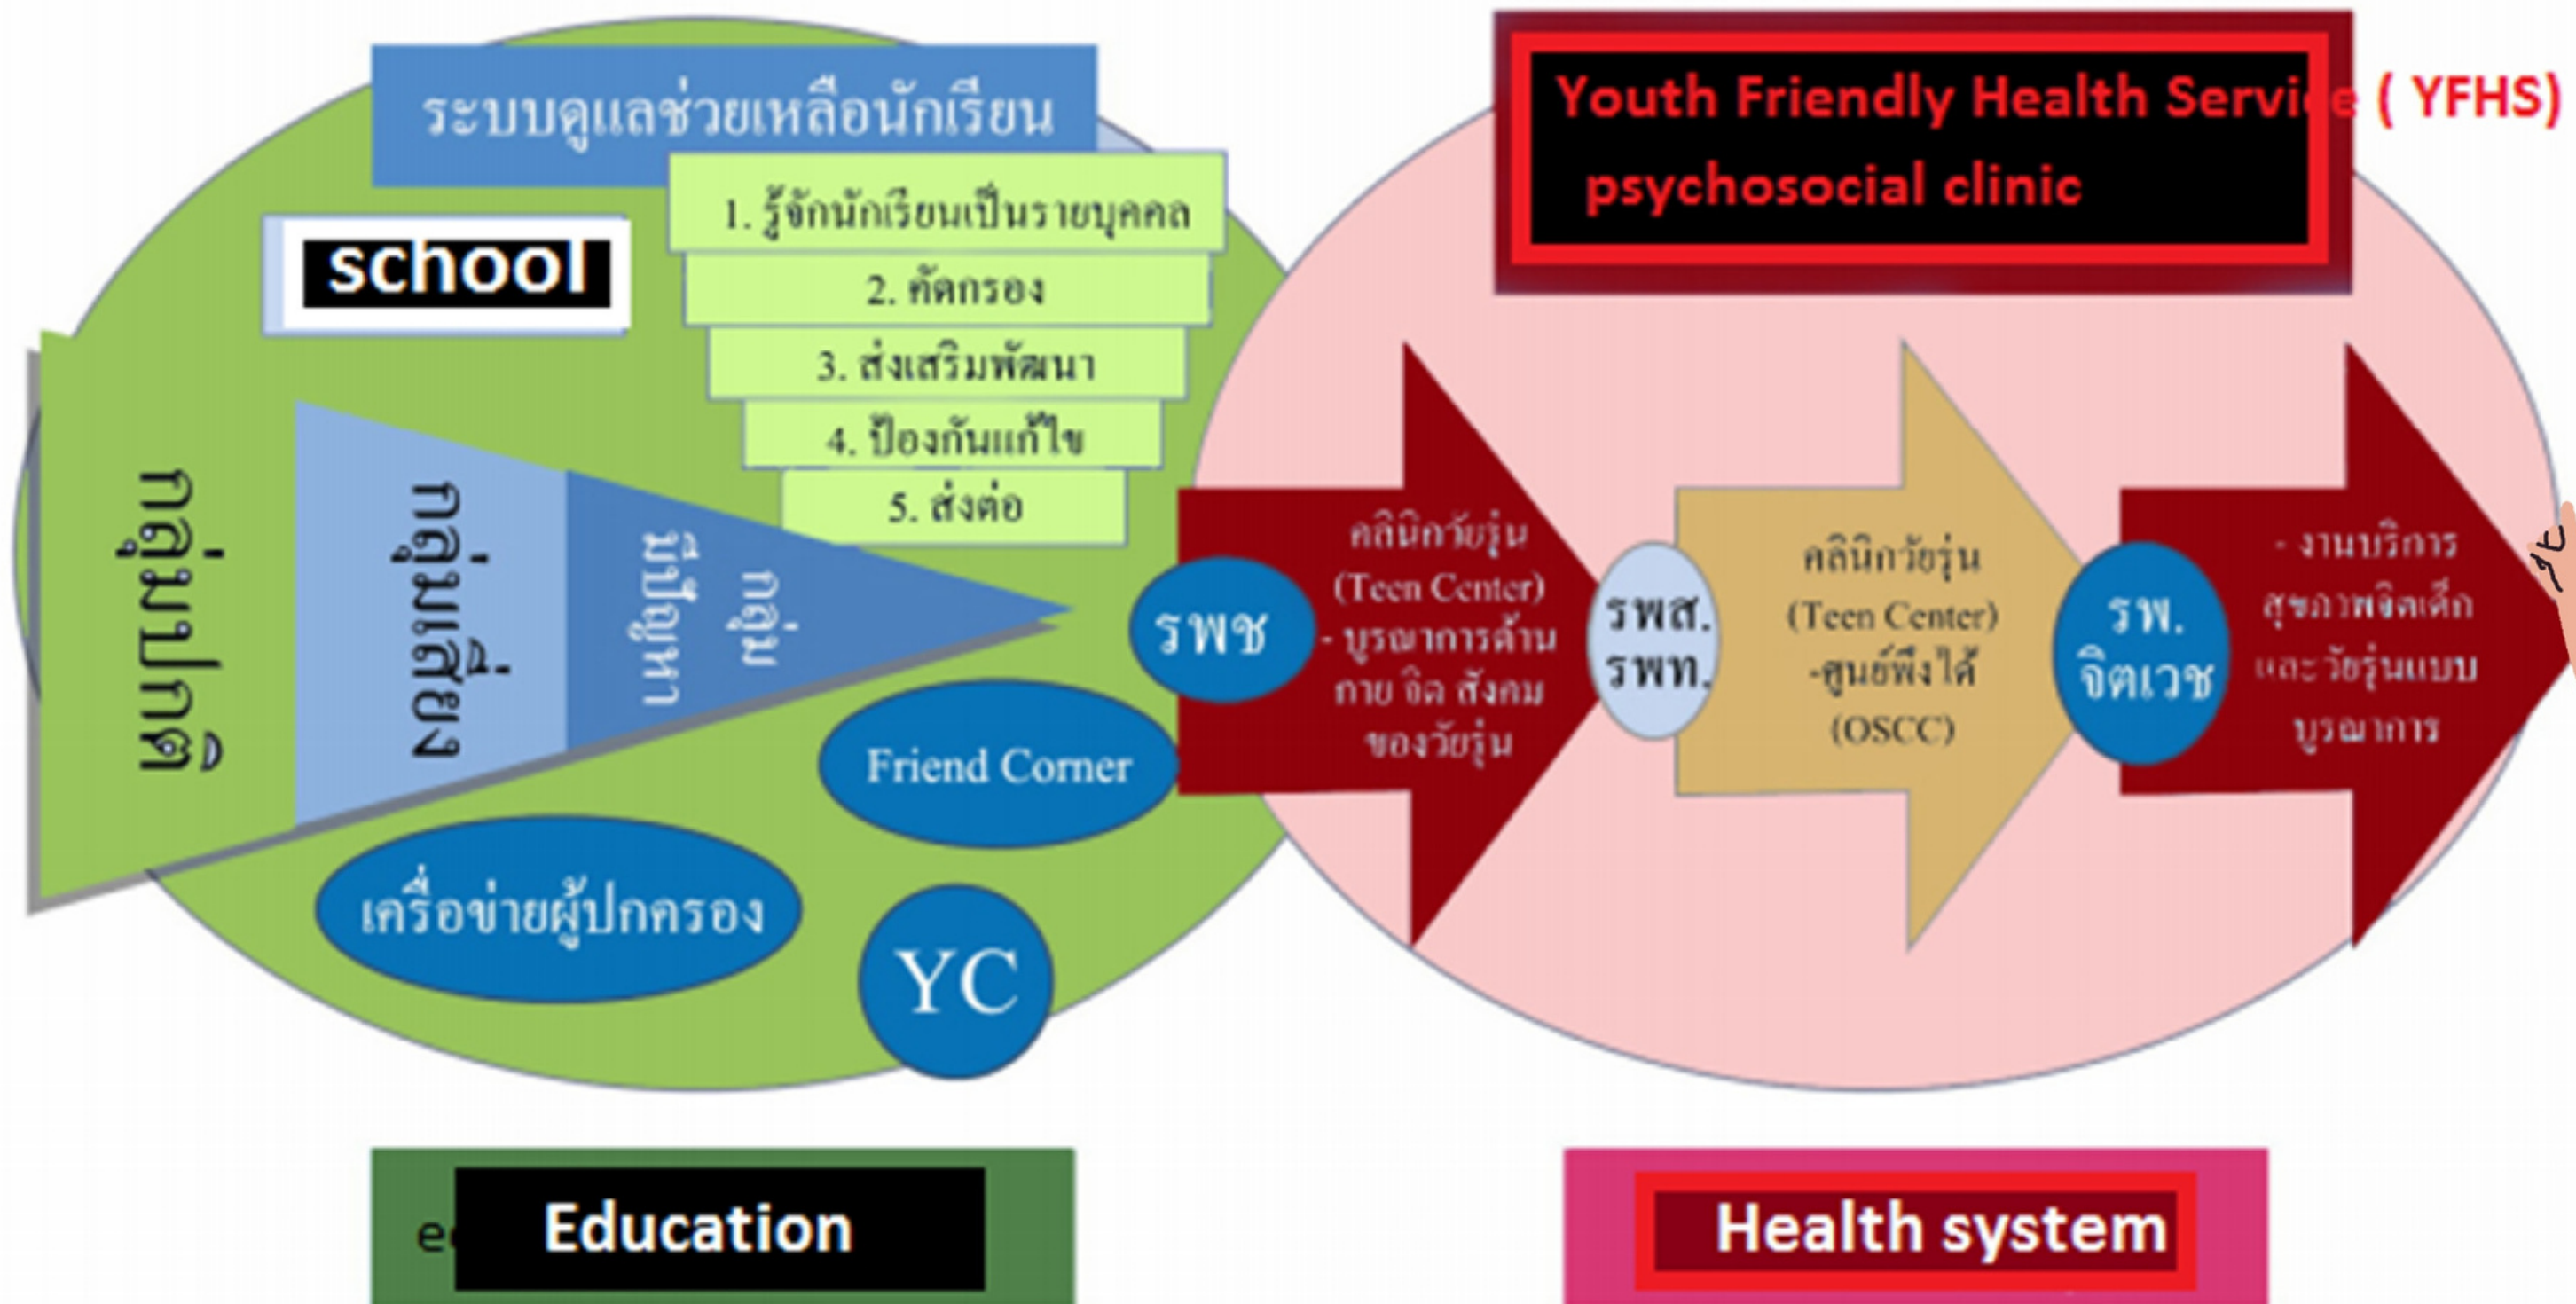 ระบบดูแลช่วยเหลือนักเรียน
school
1. รู้จักนักเรียนเป็นรายบุคคล
2. คัดกรอง
3. ส่งเสริมพัฒนา
4. ป้องกันแก้ไข
5. ส่งต่อ
กลุ่มปกติ
กลุ่มเสี่ยง
กลุ่ม
มีปัญหา
Friend Corner
เครือข่ายผู้ปกครอง
YC
Education
Youth Friendly Health Service ( YFHS)
psychosocial clinic
รพช
คลินิกวัยรุ่น
(Teen Center)
- บูรณาการด้าน
กาย จิต สังคม
ของวัยรุ่น
รพส.
รพท.
คลินิกวัยรุ่น
(Teen Center)
-ศูนย์พึ่งได้
(OSCC)
รพ.
จิตเวช
- งานบริการ
สุขภาพจิตเด็ก
และวัยรุ่นแบบ
บูรณาการ
Health system